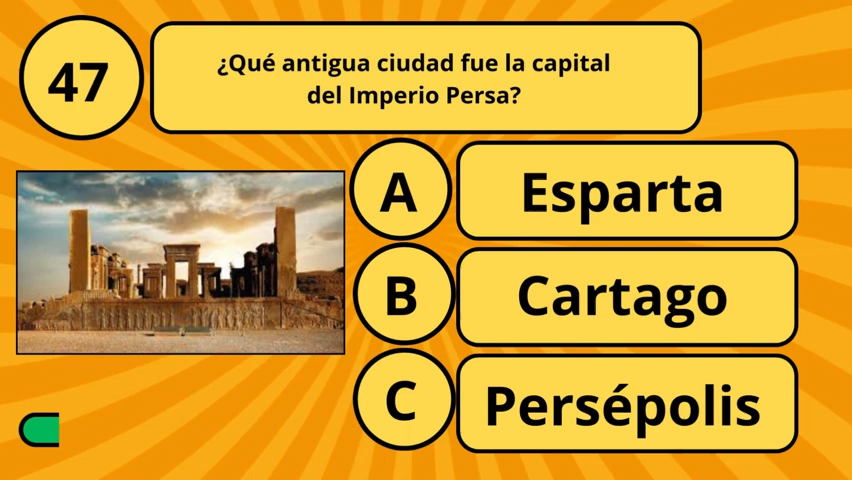 47
¿Qué antigua ciudad fue la capital
del Imperio Persa?
A
Esparta
B
Cartago
C
Persépolis